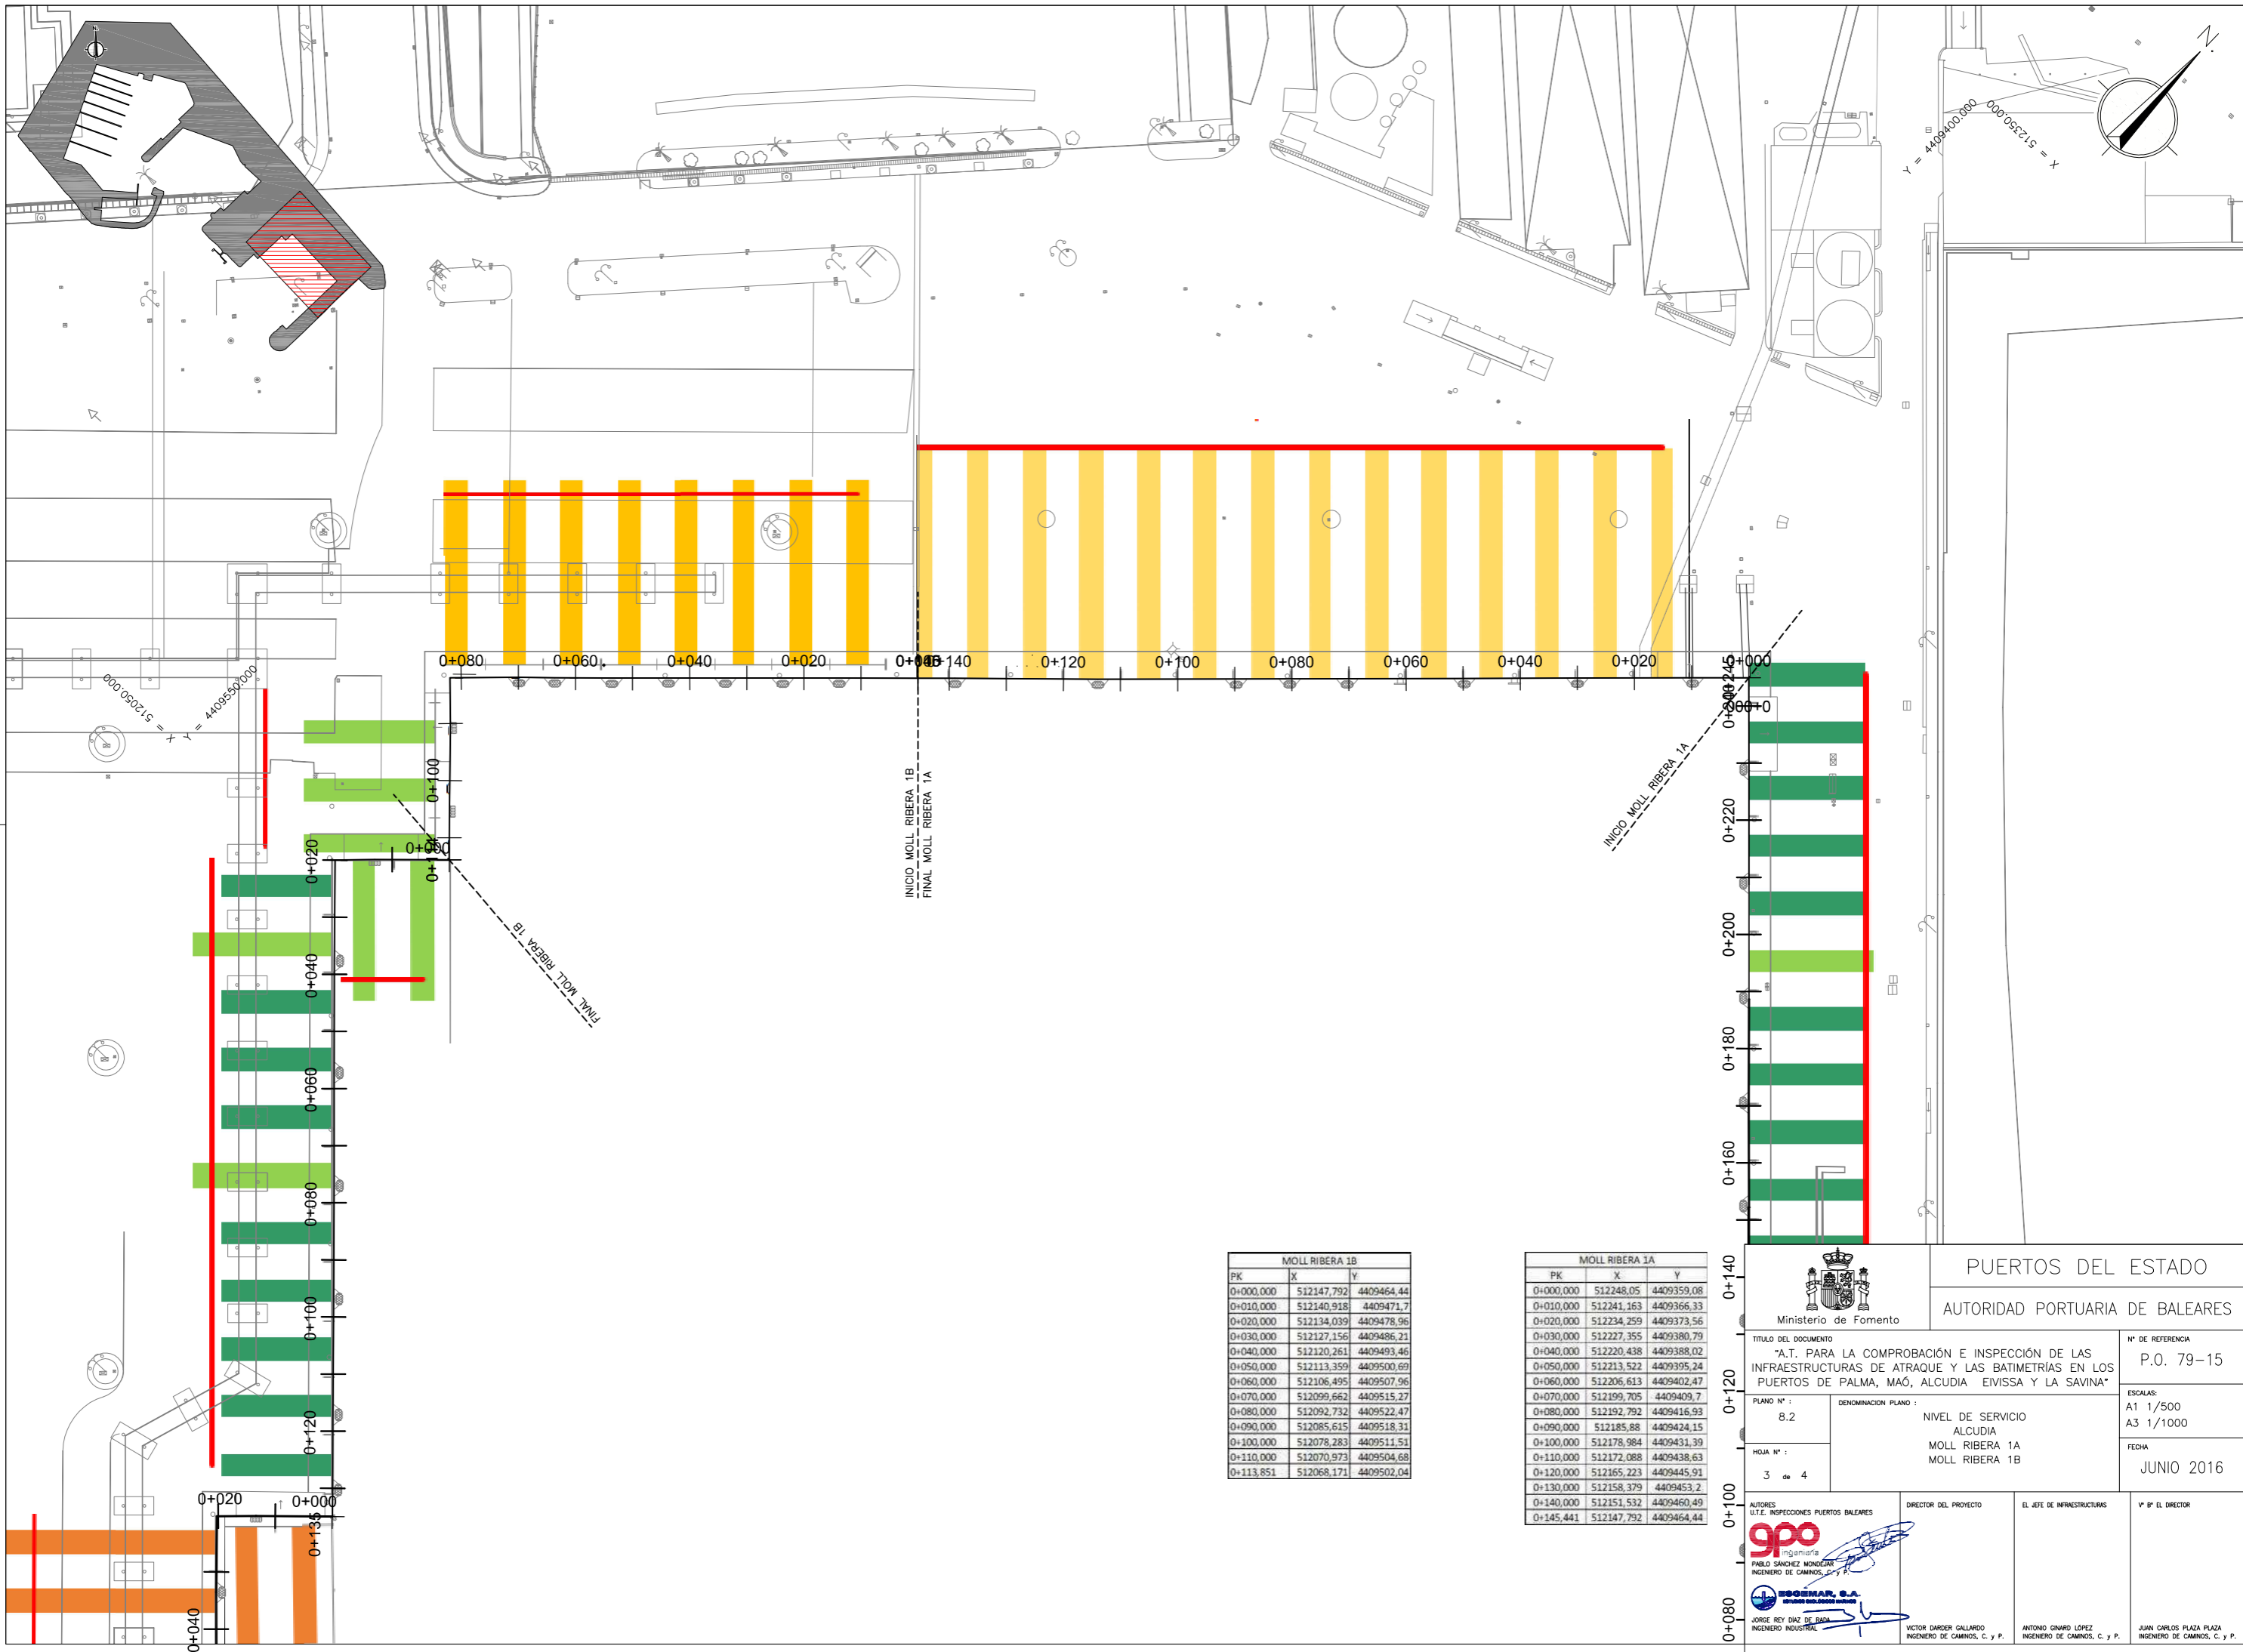 N.
Y = 4409400.000
X = 512350.000
X = 512050.000
Y = 4409550.000
0+080
0+060
0+040
0+020
0+140
0+120
0+100
0+080
0+060
0+040
0+020
0+000
0+245
INICIO MOLL RIBERA 1B
FINAL MOLL RIBERA 1A
INICIO MOLL RIBERA 1A
FINAL MOLL RIBERA 1B
0+100
0+000
0+020
0+040
0+060
0+080
0+100
0+120
0+135
0+020
0+000
0+040
0+220
0+200
0+180
0+160
0+140
0+120
0+100
0+080
MOLL RIBERA 1B
PK X Y
0+000,000 512147,792 4409464,44
0+010,000 512140,918 4409471,7
0+020,000 512134,039 4409478,96
0+030,000 512127,156 4409486,21
0+040,000 512120,261 4409493,46
0+050,000 512113,359 4409500,69
0+060,000 512106,495 4409507,96
0+070,000 512099,662 4409515,27
0+080,000 512092,732 4409522,47
0+090,000 512085,615 4409518,31
0+100,000 512078,283 4409511,51
0+110,000 512070,973 4409504,68
0+113,851 512068,171 4409502,04
MOLL RIBERA 1A
PK X Y
0+000,000 512248,05 4409359,08
0+010,000 512241,163 4409366,33
0+020,000 512234,259 4409373,56
0+030,000 512227,355 4409380,79
0+040,000 512220,438 4409388,02
0+050,000 512213,522 4409395,24
0+060,000 512206,613 4409402,47
0+070,000 512199,705 4409409,7
0+080,000 512192,792 4409416,93
0+090,000 512185,88 4409424,15
0+100,000 512178,984 4409431,39
0+110,000 512172,088 4409438,63
0+120,000 512165,223 4409445,91
0+130,000 512158,379 4409453,2
0+140,000 512151,532 4409460,49
0+145,441 512147,792 4409464,44
Ministerio de Fomento
PUERTOS DEL ESTADO
AUTORIDAD PORTUARIA DE BALEARES
TITULO DEL DOCUMENTO
"A.T. PARA LA COMPROBACIÓN E INSPECCIÓN DE LAS
INFRAESTRUCTURAS DE ATRAQUE Y LAS BATIMETRÍAS EN LOS
PUERTOS DE PALMA, MAÓ, ALCUDIA EIVISSA Y LA SAVINA"
Nº DE REFERENCIA
P.O. 79-15
ESCALAS:
A1 1/500
A3 1/1000
PLANO Nº :
8.2
DENOMINACION PLANO :
NIVEL DE SERVICIO
ALCUDIA
MOLL RIBERA 1A
MOLL RIBERA 1B
HOJA Nº :
3 de 4
FECHA
JUNIO 2016
AUTORES
U.T.E. INSPECCIONES PUERTOS BALEARES
gpo
ingeniería
PABLO SÁNCHEZ MONDEJAR
INGENIERO DE CAMINOS, C. y P.
ESGEMAR, S.A.
ESTUDIOS GEOLOGICOS MARINOS
JORGE REY DÍAZ DE RADA
INGENIERO INDUSTRIAL
DIRECTOR DEL PROYECTO
VICTOR DARDER GALLARDO
INGENIERO DE CAMINOS, C. y P.
EL JEFE DE INFRAESTRUCTURAS
ANTONIO GINARD LÓPEZ
INGENIERO DE CAMINOS, C. y P.
Vº Bº EL DIRECTOR
JUAN CARLOS PLAZA PLAZA
INGENIERO DE CAMINOS, C. y P.